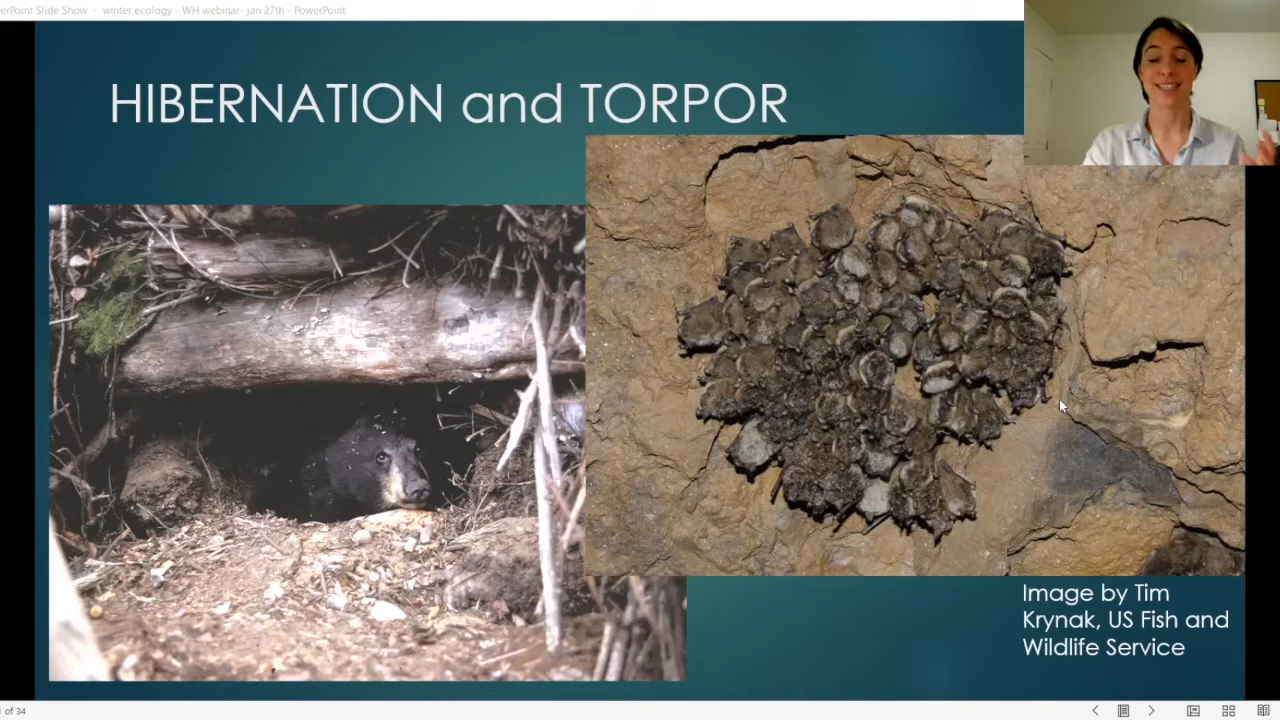 PowerPoint Slide Show - winter ecology - WH webinar- jan 27th - PowerPoint
HIBERNATION and TORPOR
Image by Tim
Krynak, US Fish and
Wildlife Service
of 34